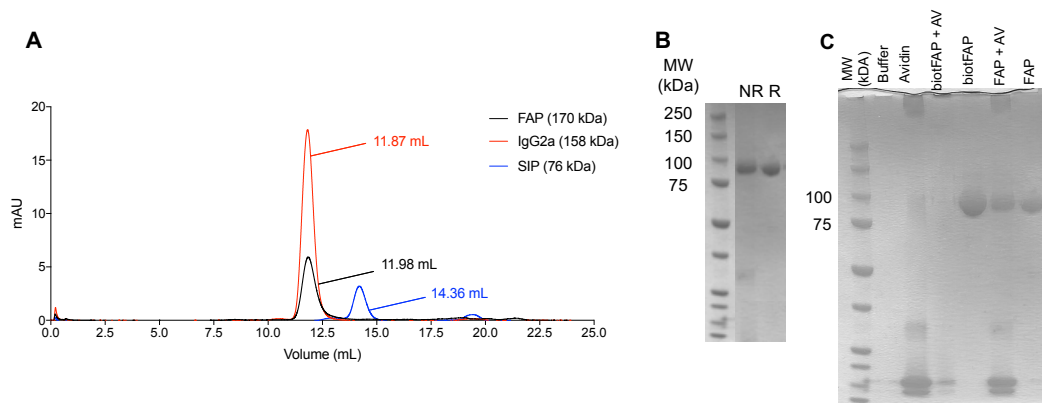 A
mAU
20
15
10
5
0
0.0 2.5 5.0 7.5 10.0 12.5 15.0 17.5 20.0 22.5 25.0
Volume (mL)
11.87 mL
11.98 mL
14.36 mL
FAP (170 kDa)
IgG2a (158 kDa)
SIP (76 kDa)
B
MW
(kDa)
NR R
250
150
100
75
C
MW
(kDA)
Buffer
Avidin
biotFAP + AV
biotFAP
FAP + AV
FAP
100
75